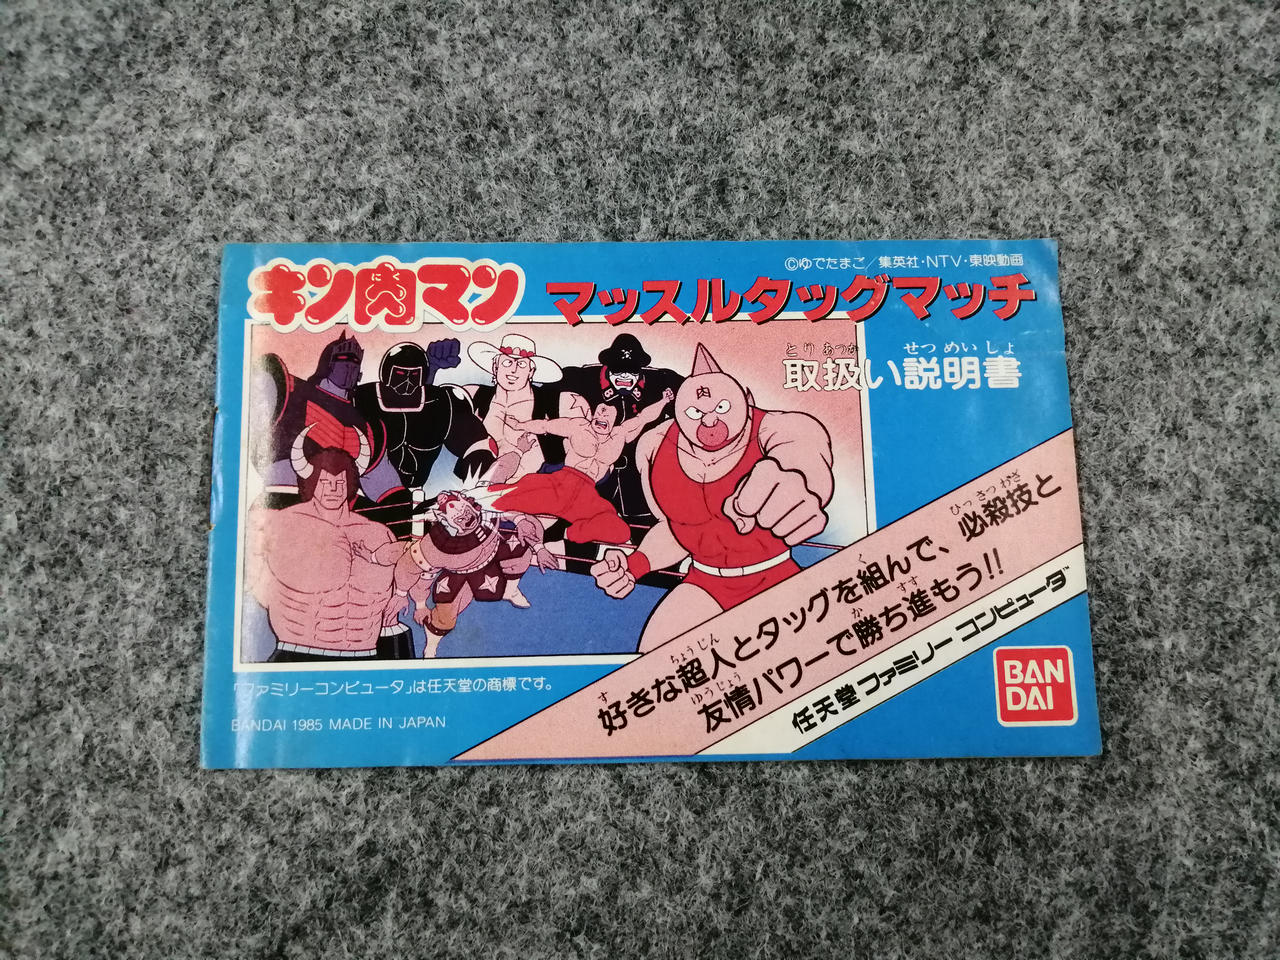 ©ゆでたまご／集英社・NTV・東映動画
キン肉マン
にく
マッスルタッグマッチ
とりあつか せつめいしょ
取扱い説明書
肉
ひっさつわざ
く
好きな超人とタッグを組んで、必殺技と
す ちょうじん
ゆうじょう か すす
友情パワーで勝ち進もう!!
任天堂 ファミリー コンピュータ™
「ファミリーコンピュータ」は任天堂の商標です。
BANDAI 1985 MADE IN JAPAN
BAN
DAI